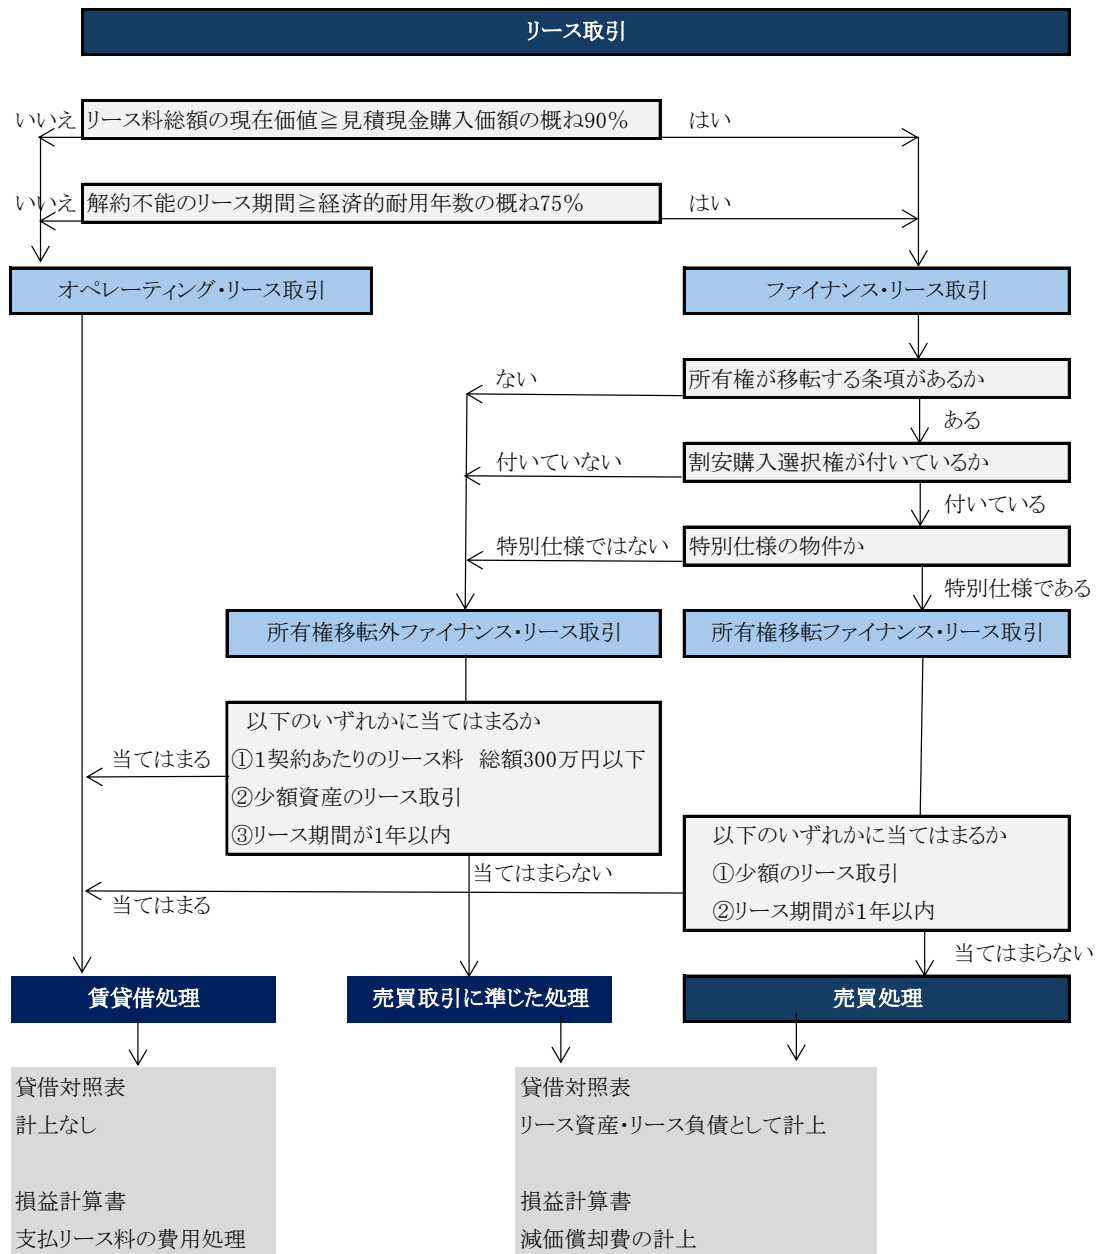 リース取引
いいえ
リース料総額の現在価値≧見積現金購入価額の概ね90%
はい
いいえ
解約不能のリース期間≧経済的耐用年数の概ね75%
はい
オペレーティング・リース取引
ファイナンス・リース取引
所有権が移転する条項があるか
ない
ある
割安購入選択権が付いているか
付いていない
付いている
特別仕様の物件か
特別仕様ではない
特別仕様である
所有権移転外ファイナンス・リース取引
所有権移転ファイナンス・リース取引
以下のいずれかに当てはまるか
①1契約あたりのリース料　総額300万円以下
②少額資産のリース取引
③リース期間が1年以内
当てはまる
当てはまらない
以下のいずれかに当てはまるか
①少額のリース取引
②リース期間が1年以内
当てはまる
当てはまらない
賃貸借処理
売買取引に準じた処理
売買処理
貸借対照表
計上なし
損益計算書
支払リース料の費用処理
貸借対照表
リース資産・リース負債として計上
損益計算書
減価償却費の計上